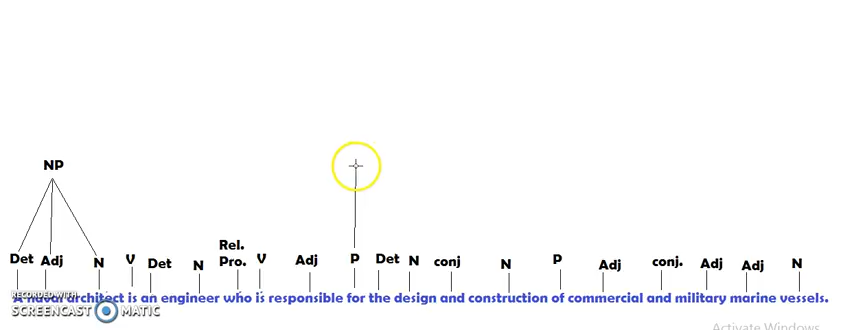 NP
Rel.
Det Adj N V Det N Pro. V Adj P Det N conj N P Adj conj. Adj Adj N
A naval architect is an engineer who is responsible for the design and construction of commercial and military marine vessels.
RECORDED WITH
SCREENCAST MATIC
Activate Windows